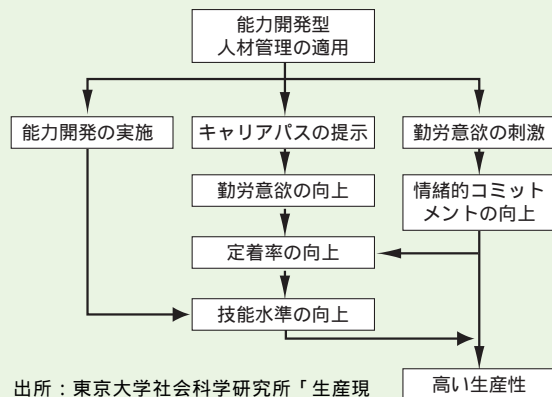 能力開発型
人材管理の適用
能力開発の実施
キャリアパスの提示
勤労意欲の刺激
勤労意欲の向上
情緒的コミット
メントの向上
定着率の向上
技能水準の向上
高い生産性
出所：東京大学社会科学研究所「生産現